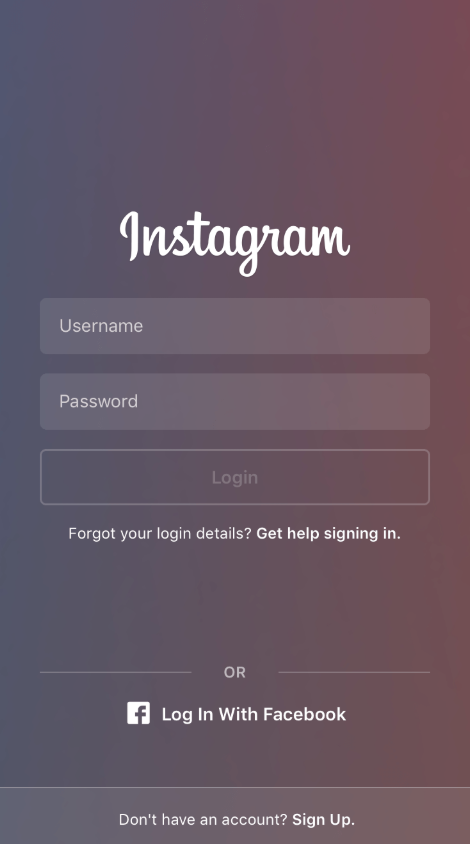 Instagram
Username
Password
Login
Forgot your login details? Get help signing in.
OR
Log In With Facebook
Don't have an account? Sign Up.